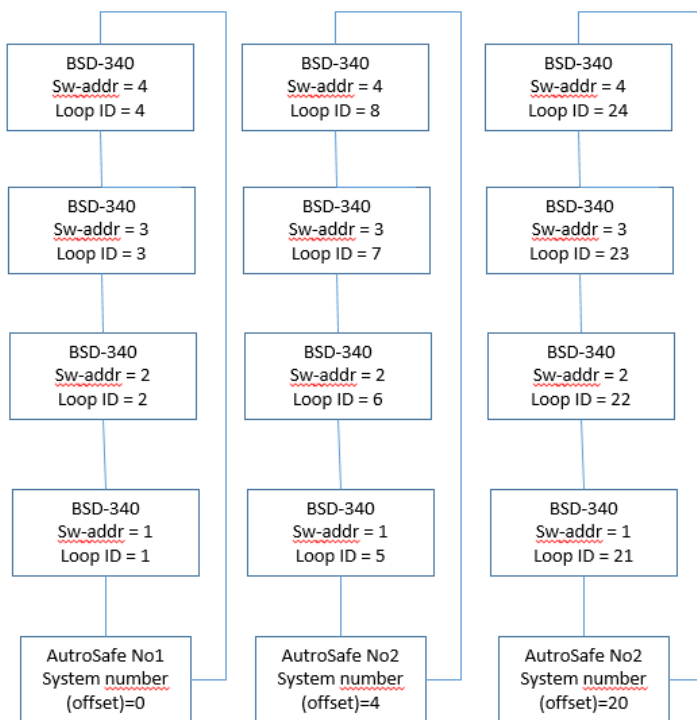 BSD-340
Sw-addr = 4
Loop ID = 4
BSD-340
Sw-addr = 3
Loop ID = 3
BSD-340
Sw-addr = 2
Loop ID = 2
BSD-340
Sw-addr = 1
Loop ID = 1
AutroSafe No1
System number
(offset)=0
BSD-340
Sw-addr = 4
Loop ID = 8
BSD-340
Sw-addr = 3
Loop ID = 7
BSD-340
Sw-addr = 2
Loop ID = 6
BSD-340
Sw-addr = 1
Loop ID = 5
AutroSafe No2
System number
(offset)=4
BSD-340
Sw-addr = 4
Loop ID = 24
BSD-340
Sw-addr = 3
Loop ID = 23
BSD-340
Sw-addr = 2
Loop ID = 22
BSD-340
Sw-addr = 1
Loop ID = 21
AutroSafe No2
System number
(offset)=20